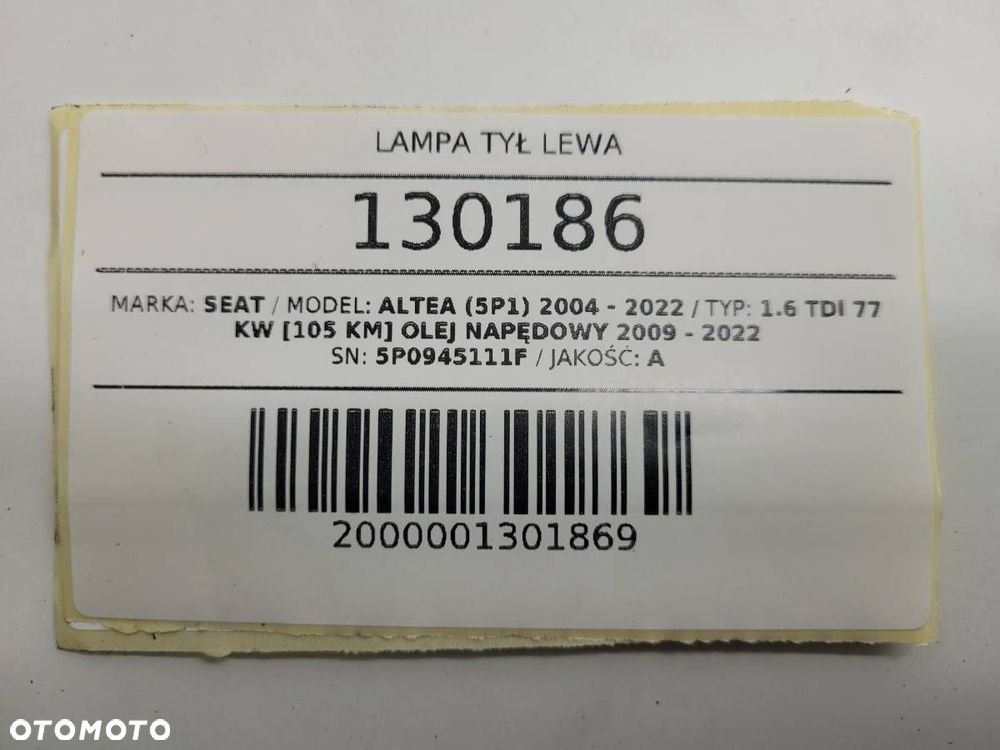 LAMPA TYŁ LEWA
130186
MARKA: SEAT / MODEL: ALTEA (5P1) 2004 - 2022 / TYP: 1.6 TDI 77
KW [105 KM] OLEJ NAPĘDOWY 2009 - 2022
SN: 5P0945111F / JAKOŚĆ: A
2000001301869
OTOMOTO